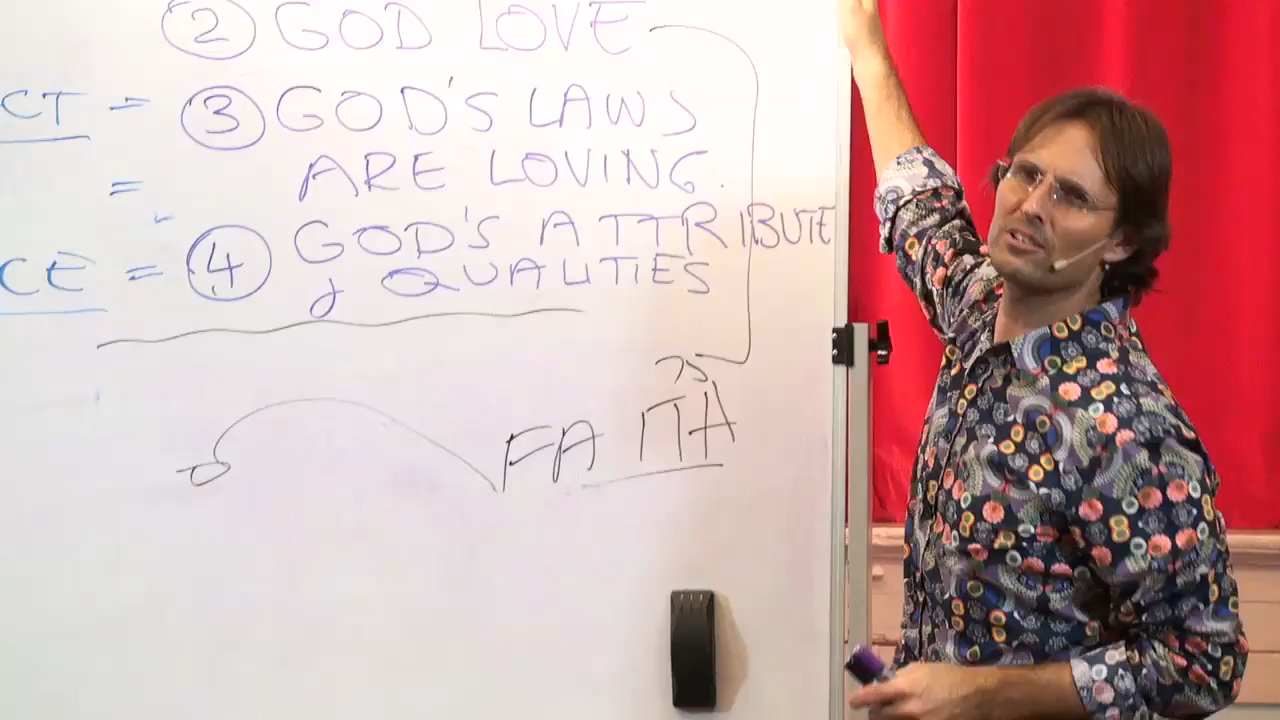 ② GOD LOVE
CT = ③ GOD'S LAWS
= ARE LOVING.
④ GOD'S ATTRIBUTE
CE = & QUALITIES
FAITH